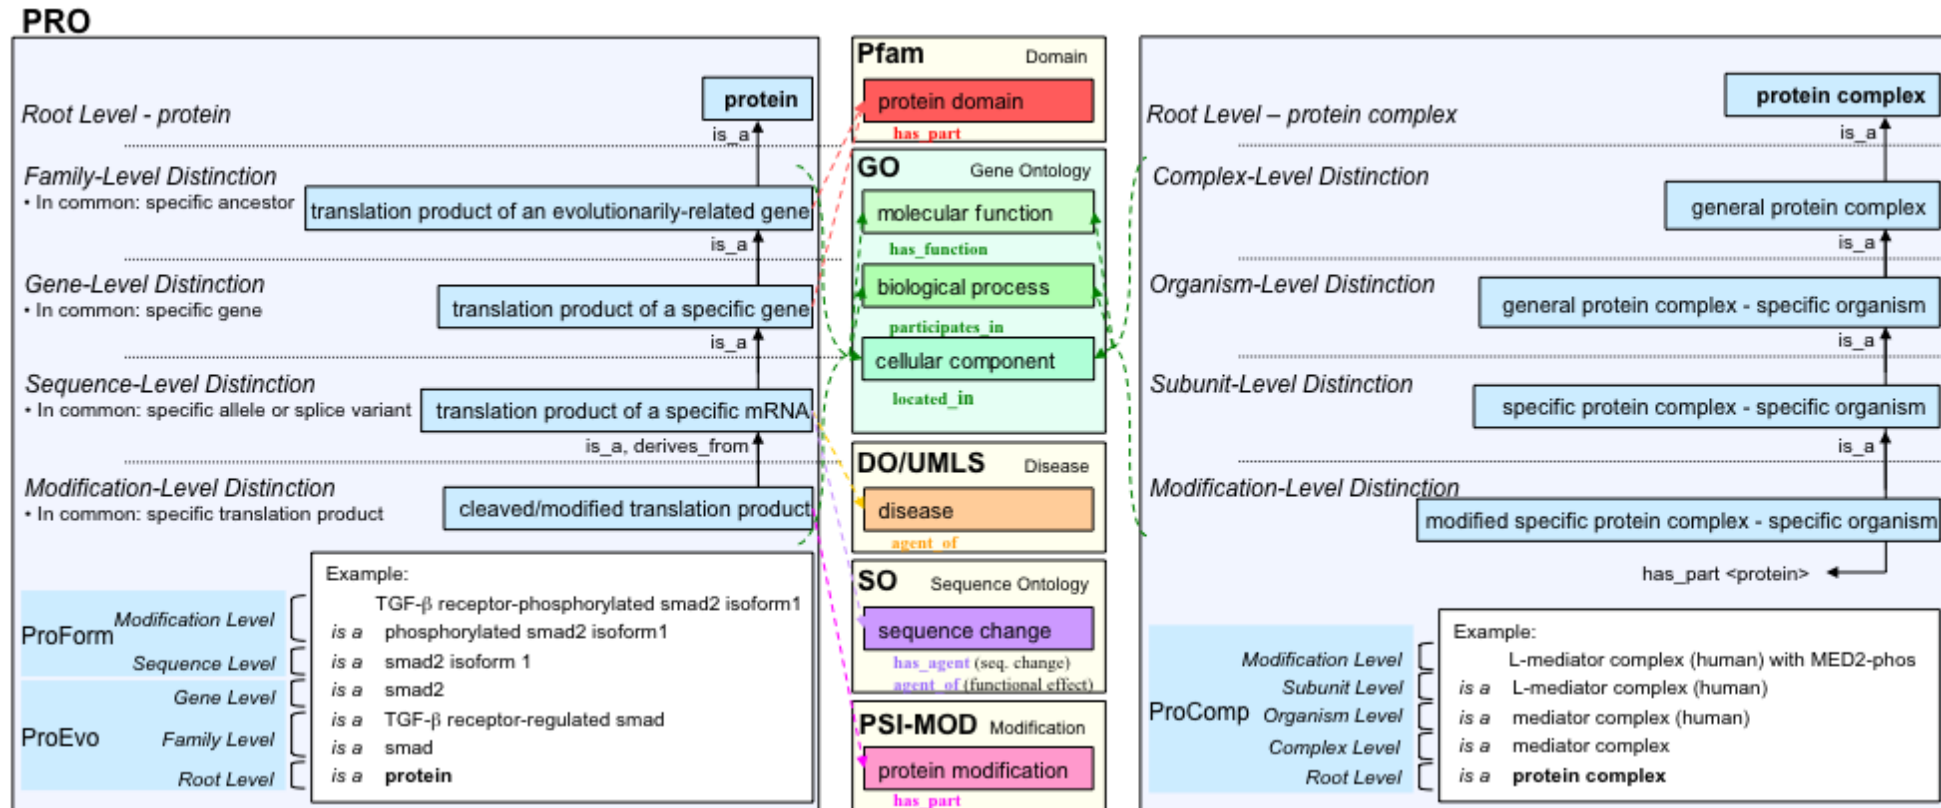 PRO
Root Level - protein
protein
is_a
Family-Level Distinction
• In common: specific ancestor
translation product of an evolutionarily-related gene
is_a
Gene-Level Distinction
• In common: specific gene
translation product of a specific gene
is_a
Sequence-Level Distinction
• In common: specific allele or splice variant
translation product of a specific mRNA
is_a, derives_from
Modification-Level Distinction
• In common: specific translation product
cleaved/modified translation product
ProForm
Modification Level
Sequence Level
ProEvo
Gene Level
Family Level
Root Level
Example:
TGF-β receptor-phosphorylated smad2 isoform1
is a phosphorylated smad2 isoform1
is a smad2 isoform 1
is a smad2
is a TGF-β receptor-regulated smad
is a smad
is a protein
Pfam Domain
protein domain
has_part
GO Gene Ontology
molecular function
has_function
biological process
participates_in
cellular component
located_in
DO/UMLS Disease
disease
agent_of
SO Sequence Ontology
sequence change
has_agent (seq. change)
agent_of (functional effect)
PSI-MOD Modification
protein modification
has_part
Root Level – protein complex
protein complex
is_a
Complex-Level Distinction
general protein complex
is_a
Organism-Level Distinction
general protein complex - specific organism
is_a
Subunit-Level Distinction
specific protein complex - specific organism
is_a
Modification-Level Distinction
modified specific protein complex - specific organism
has_part <protein>
ProComp
Modification Level
Subunit Level
Organism Level
Complex Level
Root Level
Example:
L-mediator complex (human) with MED2-phos
is a L-mediator complex (human)
is a mediator complex (human)
is a mediator complex
is a protein complex